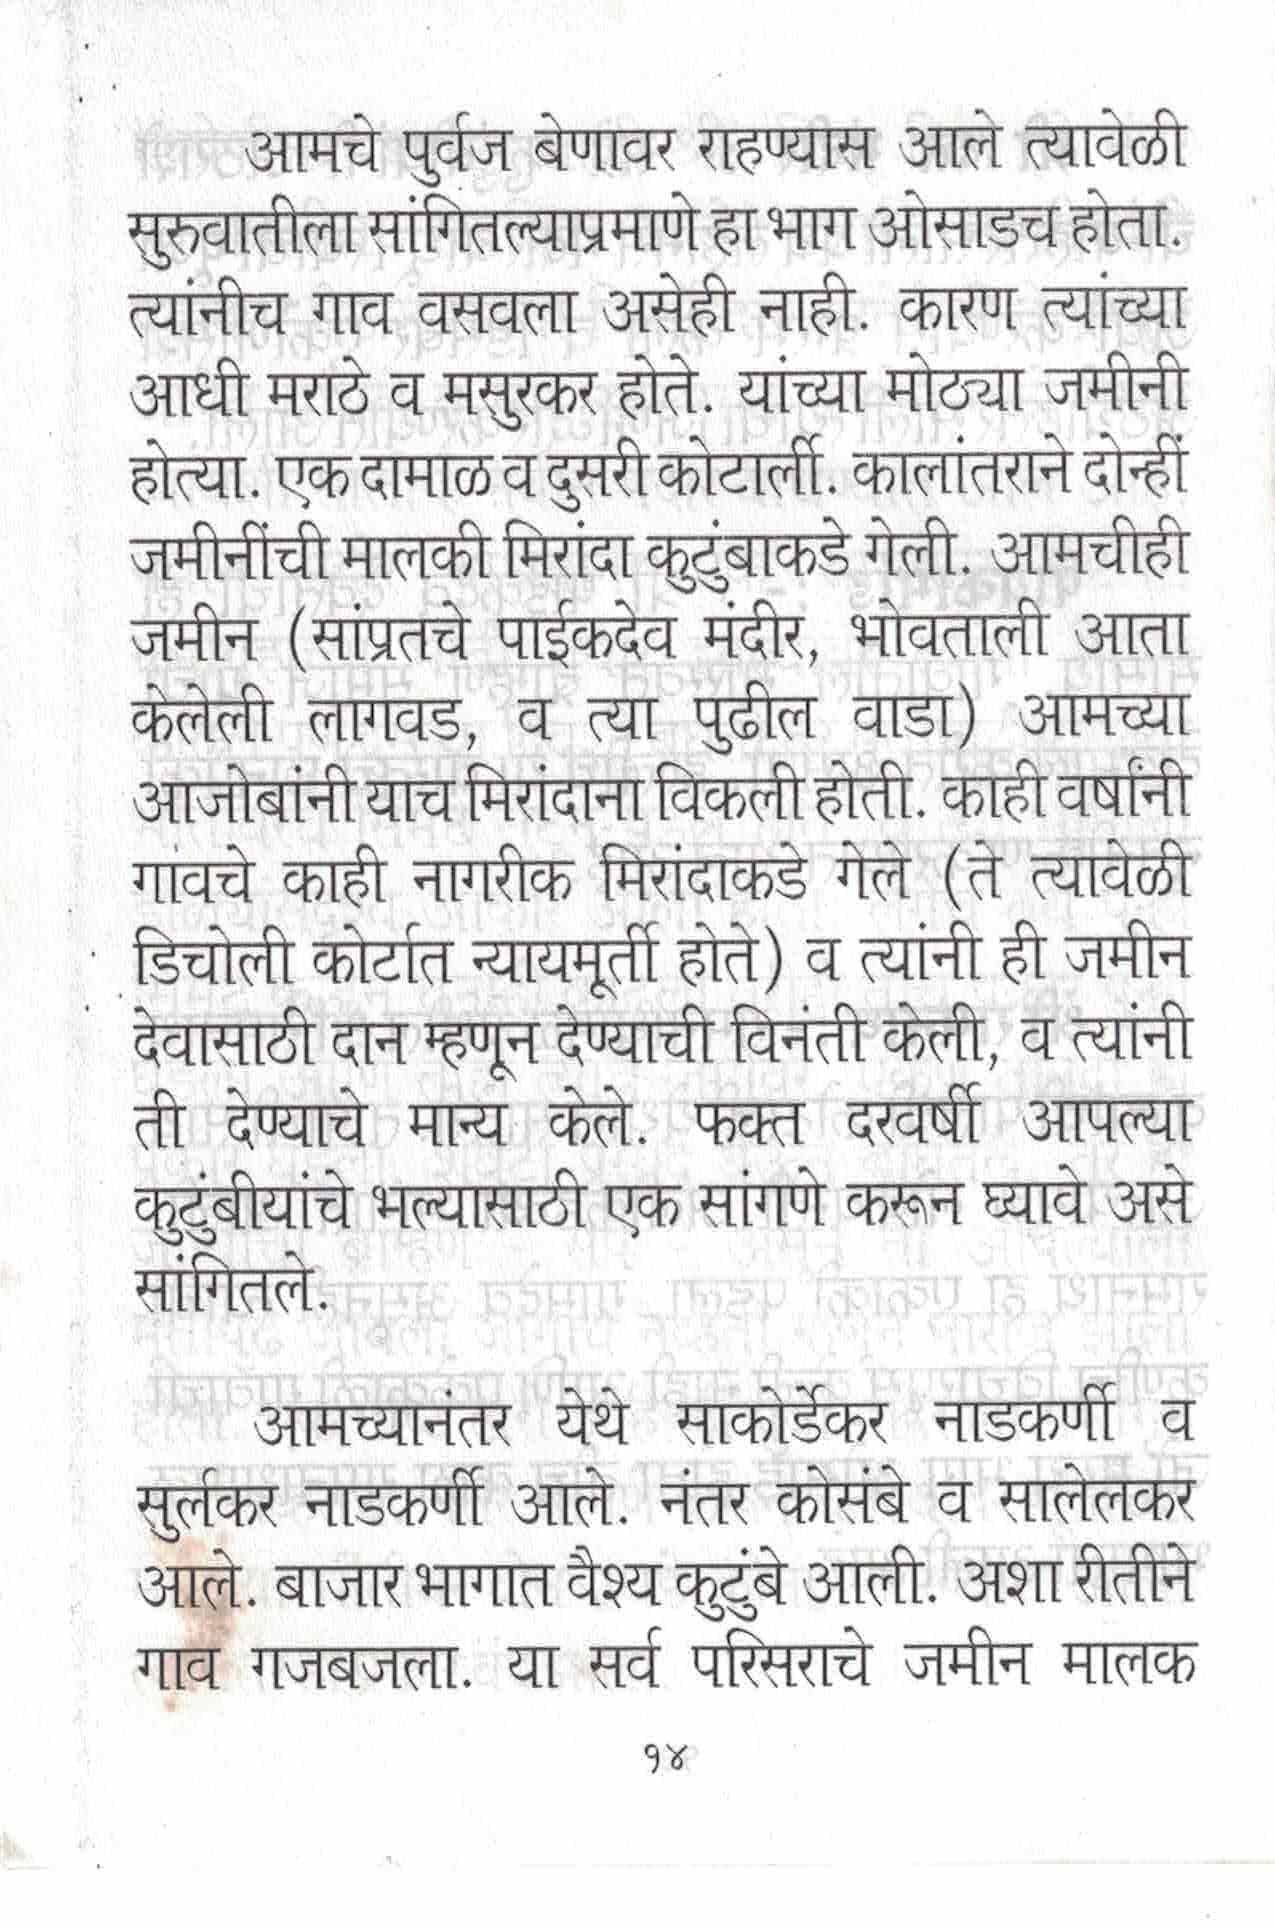 आमचे पुर्वज बेणावर राहण्यास आले त्यावेळी
सुरुवातीला सांगितल्याप्रमाणे हा भाग ओसाडच होता.
त्यांनीच गाव वसवला असेही नाही. कारण त्यांच्या
आधी मराठे व मसुरकर होते. यांच्या मोठ्या जमीनी
होत्या. एक दामाळ व दुसरी कोटार्ली. कालांतराने दोन्हीं
जमीनींची मालकी मिरांदा कुटुंबाकडे गेली. आमचीही
जमीन (सांप्रतचे पाईकदेव मंदीर, भोवताली आता
केलेली लागवड, व त्या पुढील वाडा) आमच्या
आजोबांनी याच मिरांदाना विकली होती. काही वर्षांनी
गांवचे काही नागरीक मिरांदाकडे गेले (ते त्यावेळी
डिचोली कोर्टात न्यायमूर्ती होते) व त्यांनी ही जमीन
देवासाठी दान म्हणून देण्याची विनंती केली, व त्यांनी
ती देण्याचे मान्य केले. फक्त दरवर्षी आपल्या
कुटुंबीयांचे भल्यासाठी एक सांगणे करून घ्यावे असे
सांगितले.
आमच्यानंतर येथे साकोर्डेकर नाडकर्णी व
सुर्लकर नाडकर्णी आले. नंतर कोसंबे व सालेलकर
आले. बाजार भागात वैश्य कुटुंबे आली. अशा रीतीने
गाव गजबजला. या सर्व परिसराचे जमीन मालक
१४